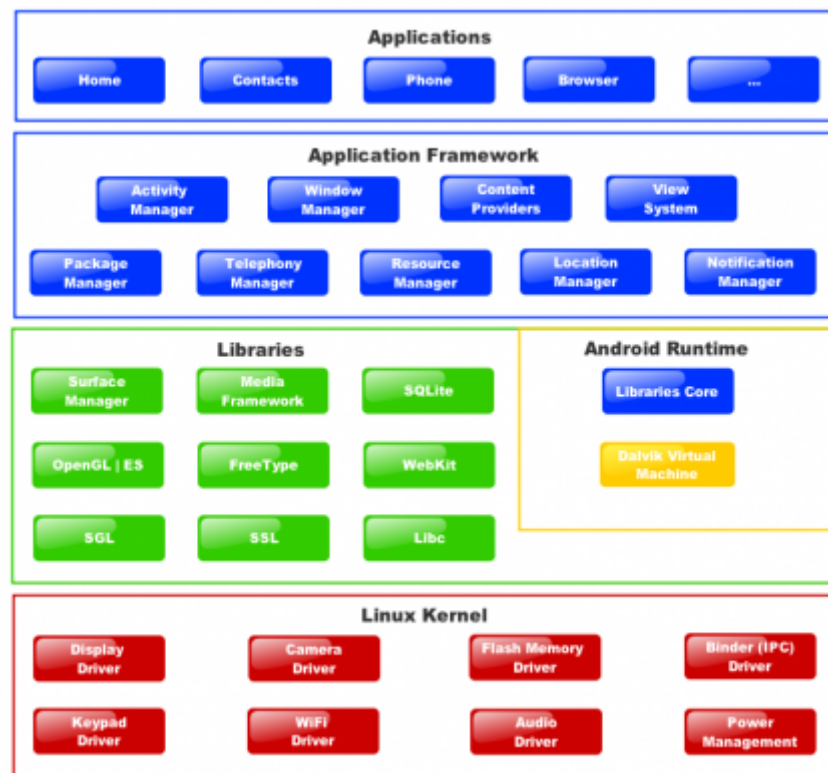 Applications
Home
Contacts
Phone
Browser
...
Application Framework
Activity
Manager
Window
Manager
Content
Providers
View
System
Package
Manager
Telephony
Manager
Resource
Manager
Location
Manager
Notification
Manager
Libraries
Surface
Manager
Media
Framework
SQLite
OpenGL | ES
FreeType
WebKit
SGL
SSL
Libc
Android Runtime
Libraries Core
Dalvik Virtual
Machine
Linux Kernel
Display
Driver
Camera
Driver
Flash Memory
Driver
Binder (IPC)
Driver
Keypad
Driver
WiFi
Driver
Audio
Driver
Power
Management